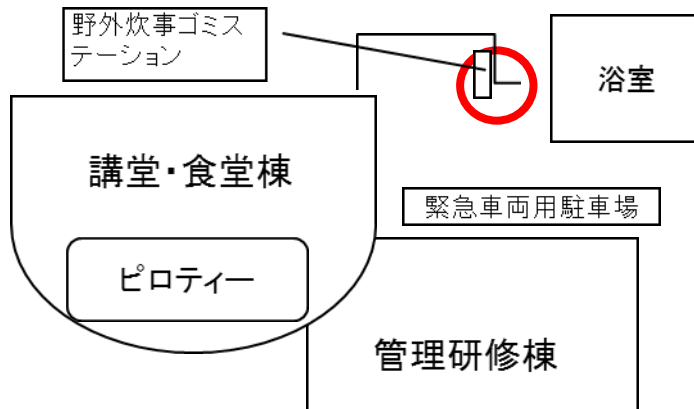 野外炊事ゴミス
テーション
浴室
講堂・食堂棟
緊急車両用駐車場
ピロティー
管理研修棟